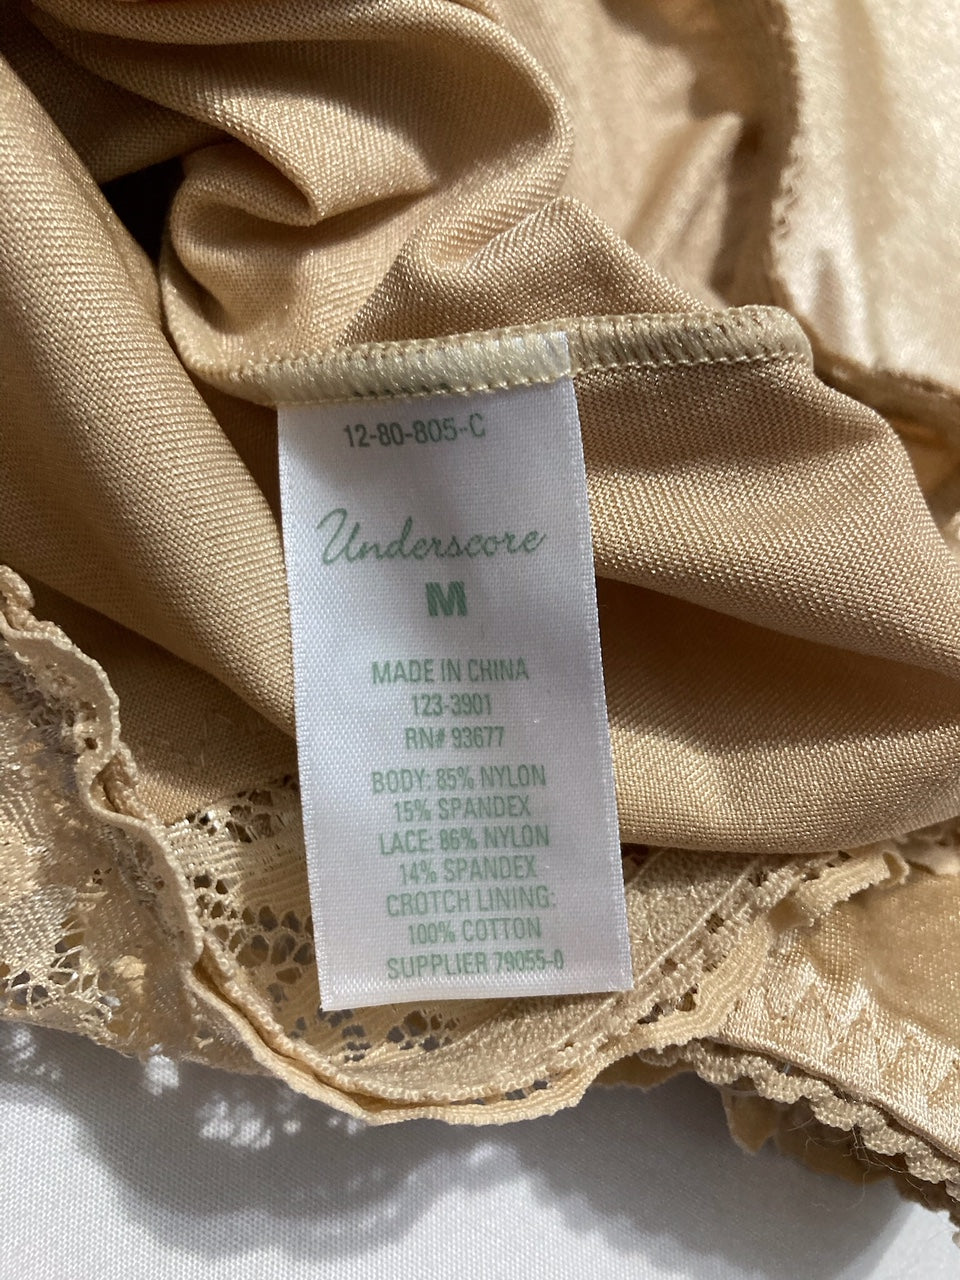 12-80-805-C
Underscore
M
MADE IN CHINA
123-3901
RN# 93677
BODY: 85% NYLON
15% SPANDEX
LACE: 86% NYLON
14% SPANDEX
CROTCH LINING:
100% COTTON
SUPPLIER 79055-0